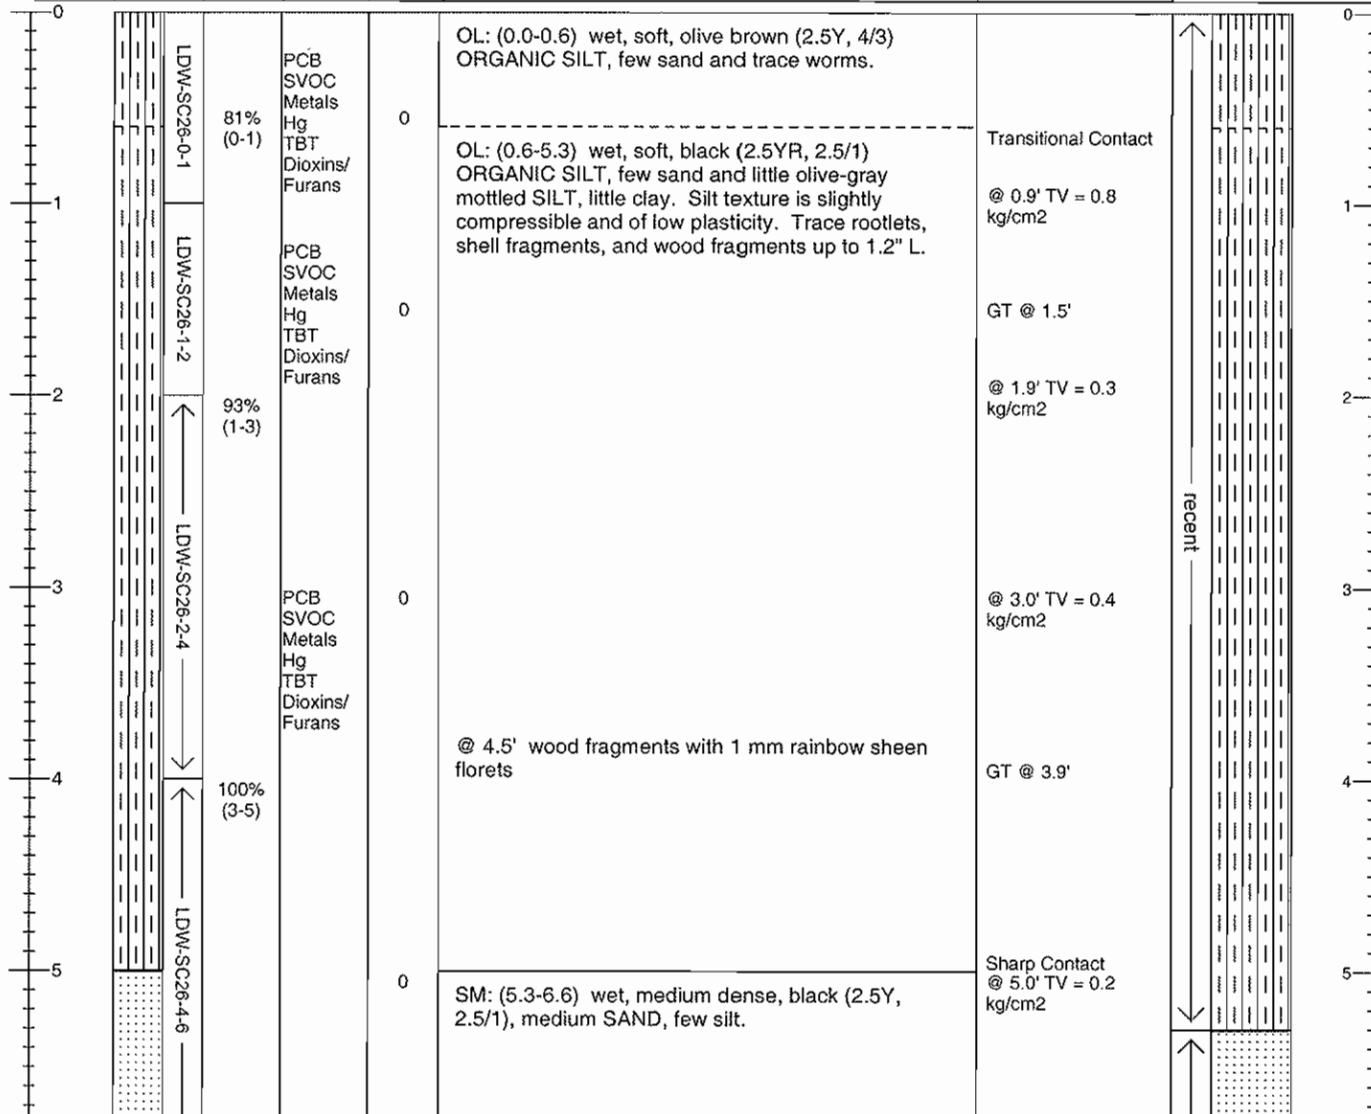 0
0
OL: (0.0-0.6) wet, soft, olive brown (2.5Y, 4/3)
ORGANIC SILT, few sand and trace worms.
LDW-SC26-0-1
81%
(0-1)
PCB
SVOC
Metals
Hg
TBT
Dioxins/
Furans
0
Transitional Contact
OL: (0.6-5.3) wet, soft, black (2.5YR, 2.5/1)
ORGANIC SILT, few sand and little olive-gray
mottled SILT, little clay. Silt texture is slightly
compressible and of low plasticity. Trace rootlets,
shell fragments, and wood fragments up to 1.2" L.
@ 0.9' TV = 0.8
kg/cm2
1
1
LDW-SC26-1-2
PCB
SVOC
Metals
Hg
TBT
Dioxins/
Furans
0
GT @ 1.5'
@ 1.9' TV = 0.3
kg/cm2
2
2
93%
(1-3)
LDW-SC26-2-4
recent
3
3
PCB
SVOC
Metals
Hg
TBT
Dioxins/
Furans
0
@ 3.0' TV = 0.4
kg/cm2
@ 4.5' wood fragments with 1 mm rainbow sheen
florets
GT @ 3.9'
4
4
100%
(3-5)
LDW-SC26-4-6
5
5
0
Sharp Contact
@ 5.0' TV = 0.2
kg/cm2
SM: (5.3-6.6) wet, medium dense, black (2.5Y,
2.5/1), medium SAND, few silt.